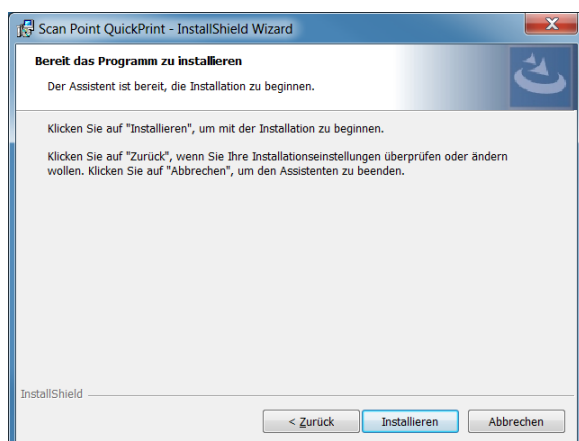 Scan Point QuickPrint - InstallShield Wizard
Bereit das Programm zu installieren
Der Assistent ist bereit, die Installation zu beginnen.
Klicken Sie auf "Installieren", um mit der Installation zu beginnen.
Klicken Sie auf "Zurück", wenn Sie Ihre Installationseinstellungen überprüfen oder ändern
wollen. Klicken Sie auf "Abbrechen", um den Assistenten zu beenden.
InstallShield
< Zurück Installieren Abbrechen